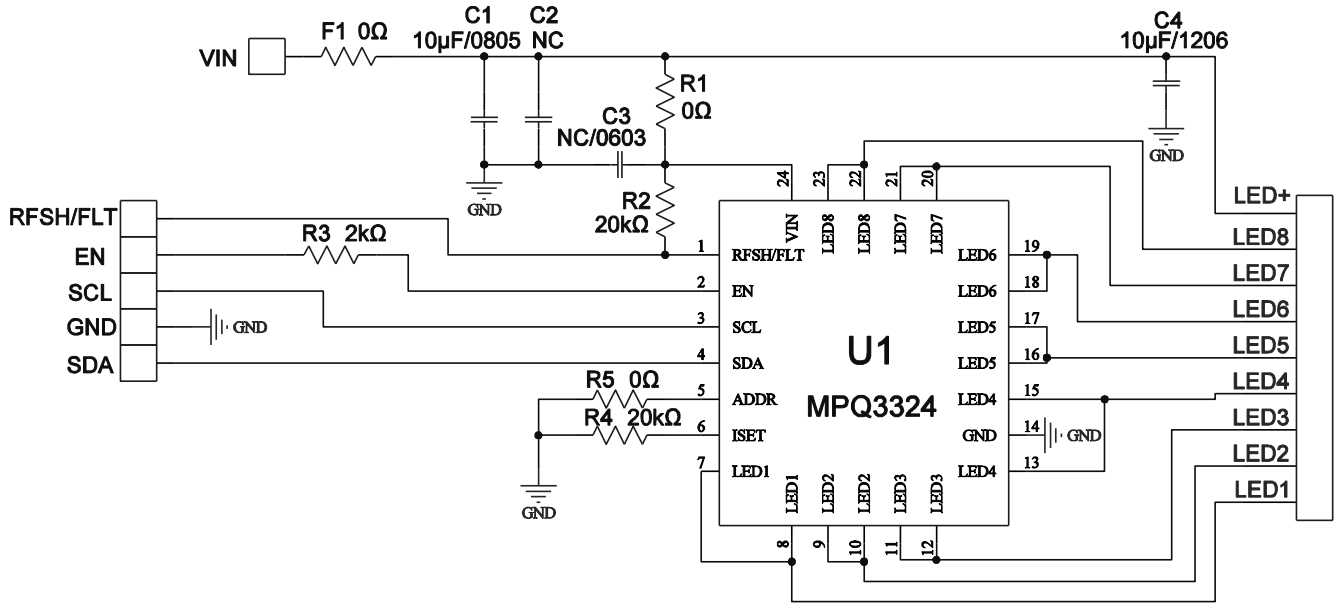 C1 C2 C4
F1 0Ω 10µF/0805 NC 10µF/1206
VIN
R1
0Ω
C3
NC/0603
GND
24 23 22 21 20
GND
R2
20kΩ
LED+
RFSH/FLT
VIN LED8 LED8 LED7 LED7
R3 2kΩ
LED8
EN
1 RFSH/FLT LED6 19
LED7
SCL
2 EN LED6 18
LED6
GND GND
3 SCL LED5 17
LED5
SDA
4 SDA U1 LED5 16
LED4
R5 0Ω
5 ADDR MPQ3324 LED4 15
LED3
R4 20kΩ
6 ISET GND 14 GND
LED2
7 LED1 LED4 13
LED1
LED1 LED2 LED2 LED3 LED3
GND
8 9 10 11 12